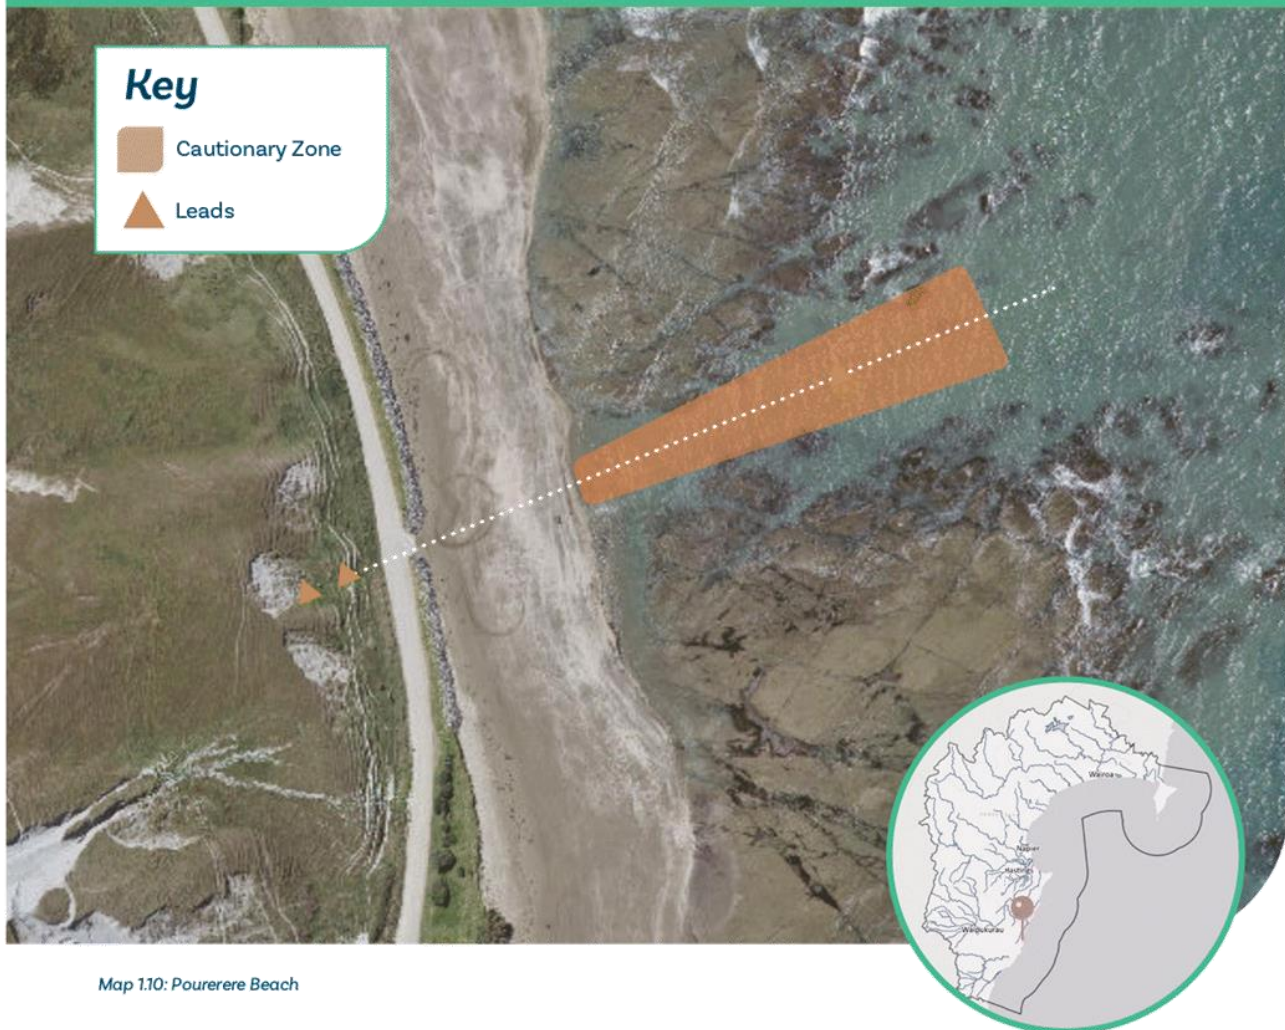 Key
Cautionary Zone
Leads
Wairoa
Napier
Hastings
Waipukurau
Map 1.10: Pourerere Beach